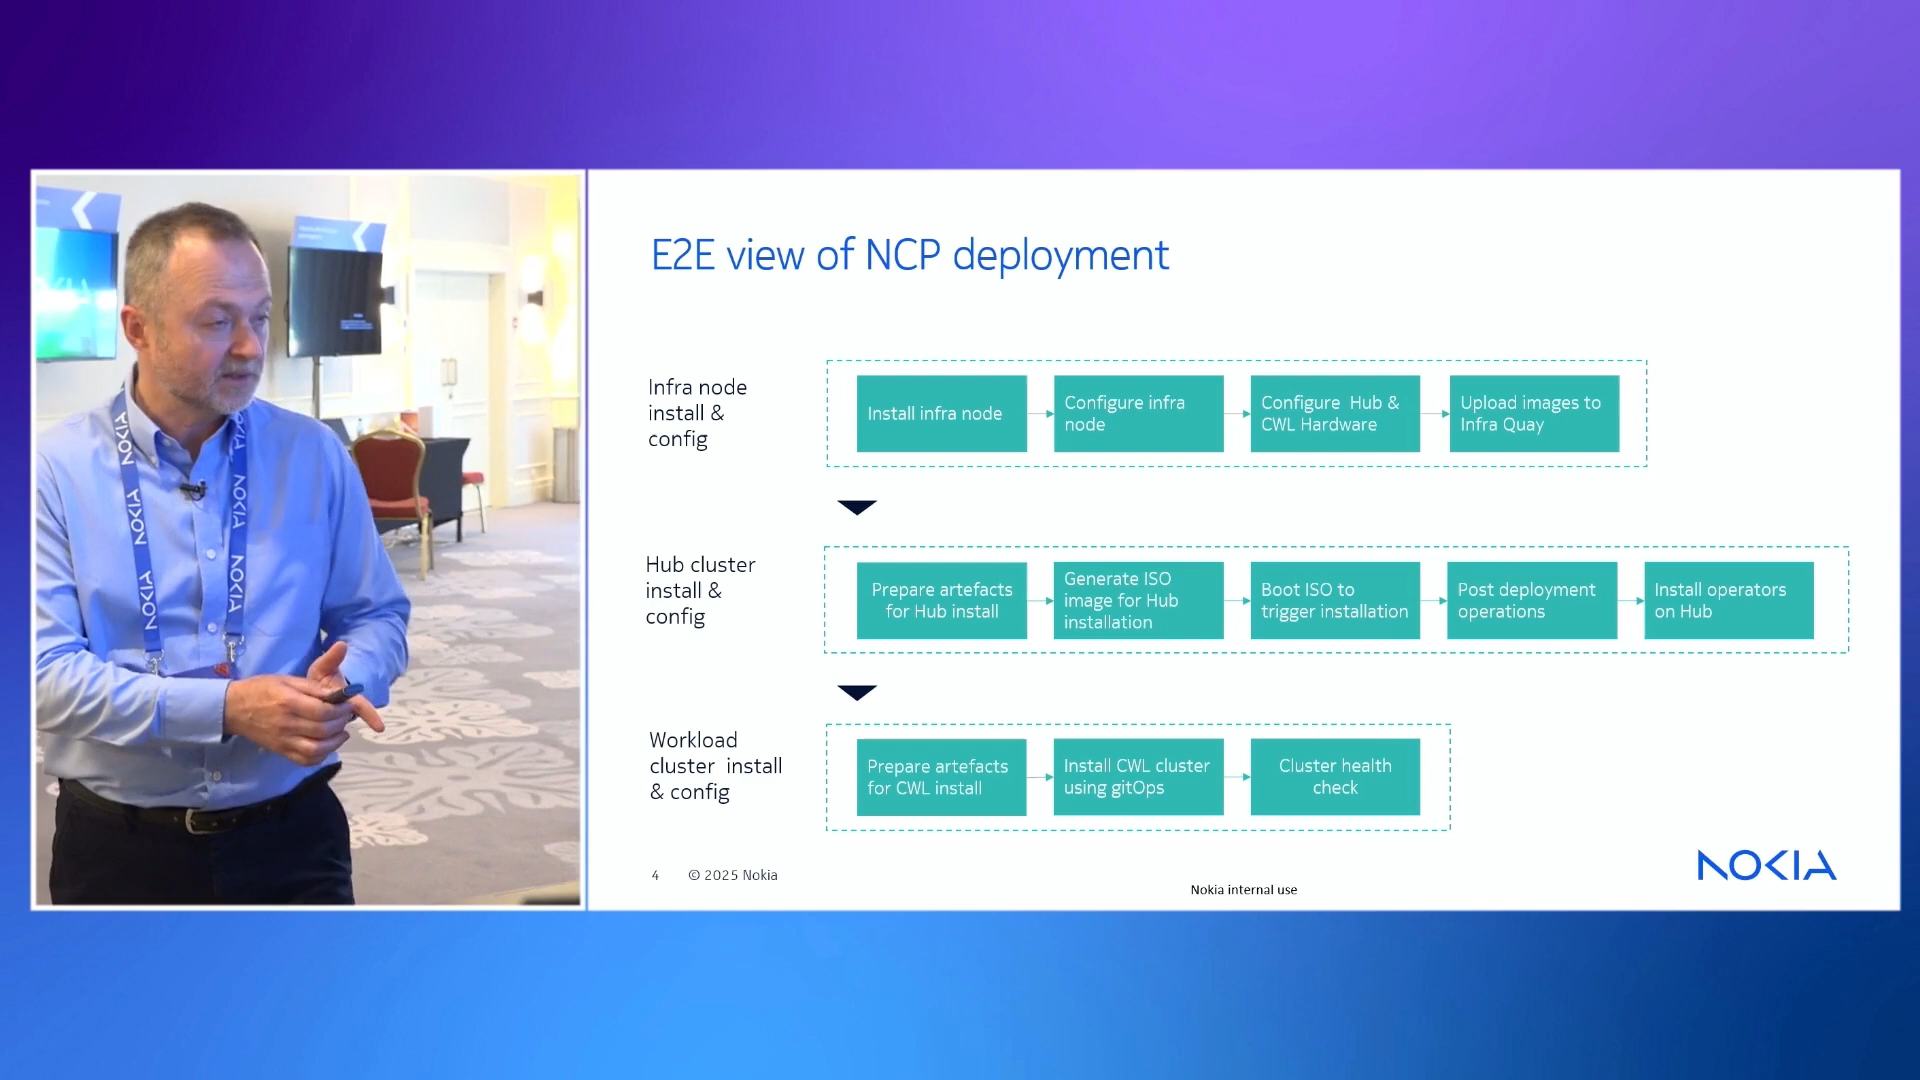 E2E view of NCP deployment
Infra node
install &
config
Install infra node
Configure infra
node
Configure Hub &
CWL Hardware
Upload images to
Infra Quay
Hub cluster
install &
config
Prepare artefacts
for Hub install
Generate ISO
image for Hub
installation
Boot ISO to
trigger installation
Post deployment
operations
Install operators
on Hub
Workload
cluster install
& config
Prepare artefacts
for CWL install
Install CWL cluster
using gitOps
Cluster health
check
4 © 2025 Nokia
Nokia internal use
NOKIA
NOKIA
NOKIA
NOKIA
NOKIA
NOKIA
NOKIA